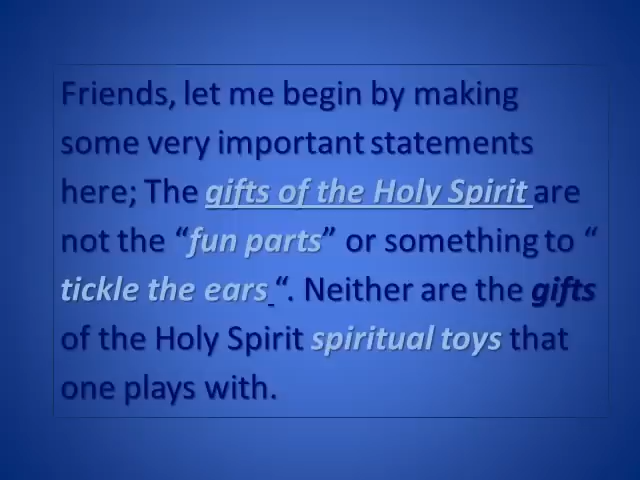 Friends, let me begin by making
some very important statements
here; The gifts of the Holy Spirit are
not the “fun parts” or something to “
tickle the ears “. Neither are the gifts
of the Holy Spirit spiritual toys that
one plays with.